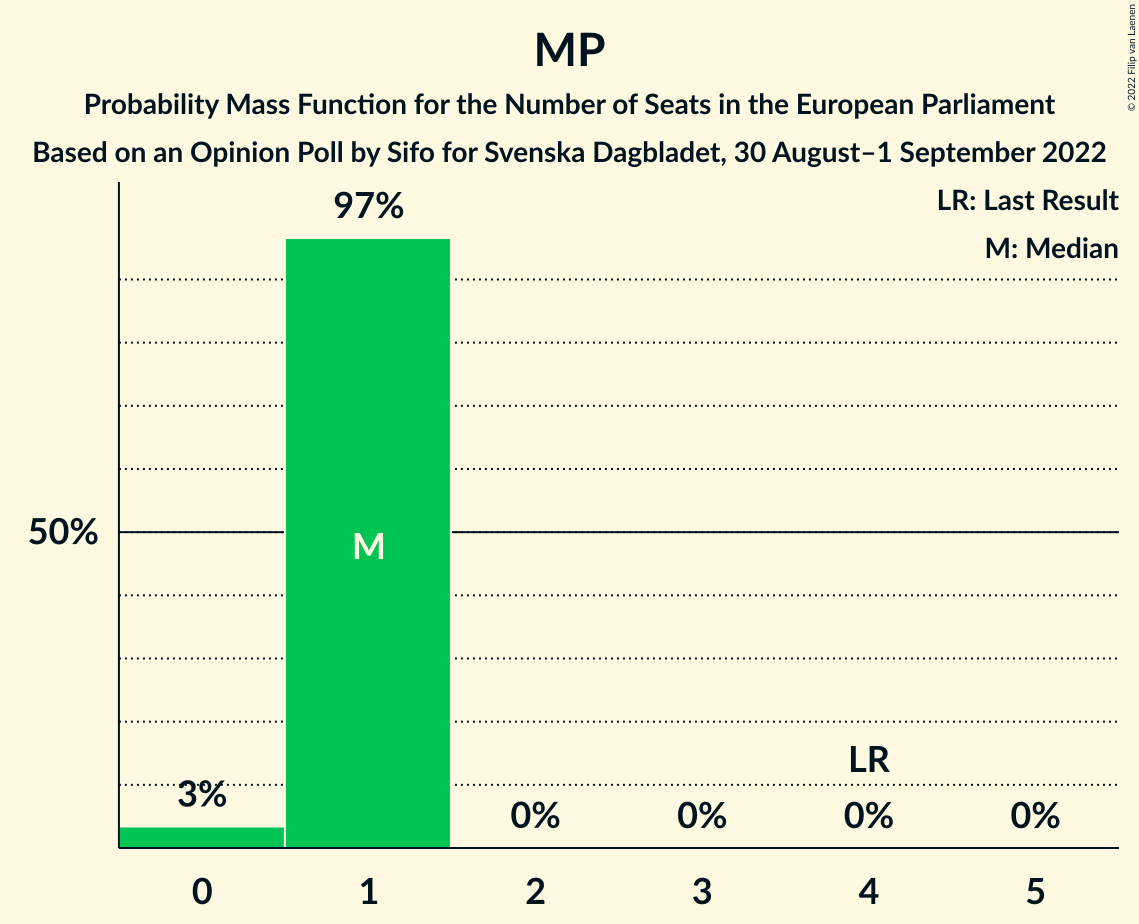 MP
Probability Mass Function for the Number of Seats in the European Parliament
Based on an Opinion Poll by Sifo for Svenska Dagbladet, 30 August–1 September 2022
© 2022 Filip van Laenen
LR: Last Result
M: Median
97%
50%
M
LR
3%
0%
0%
0%
0%
0
1
2
3
4
5